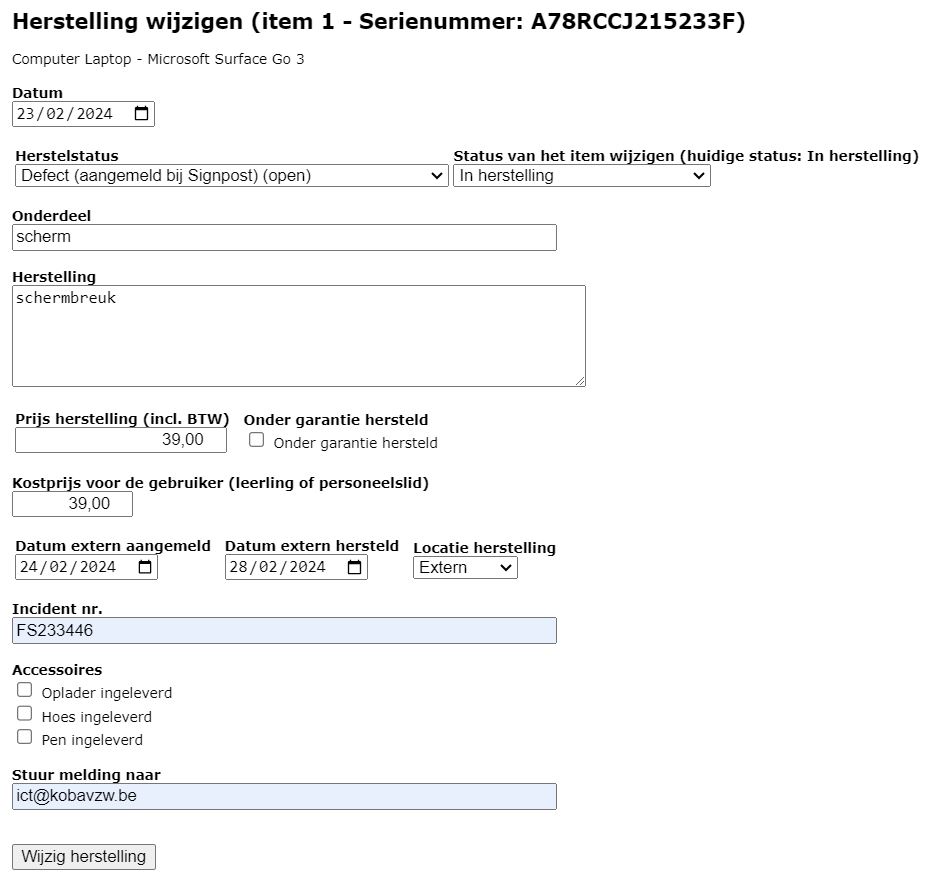 Herstelling wijzigen (item 1 - Serienummer: A78RCCJ215233F)
Computer Laptop - Microsoft Surface Go 3
Datum
23/02/2024
Herstelstatus Status van het item wijzigen (huidige status: In herstelling)
Defect (aangemeld bij Signpost) (open) In herstelling
Onderdeel
scherm
Herstelling
schermbreuk
Prijs herstelling (incl. BTW) Onder garantie hersteld
39,00 Onder garantie hersteld
Kostprijs voor de gebruiker (leerling of personeelslid)
39,00
Datum extern aangemeld Datum extern hersteld Locatie herstelling
24/02/2024 28/02/2024 Extern
Incident nr.
FS233446
Accessoires
Oplader ingeleverd
Hoes ingeleverd
Pen ingeleverd
Stuur melding naar
ict@kobavzw.be
Wijzig herstelling